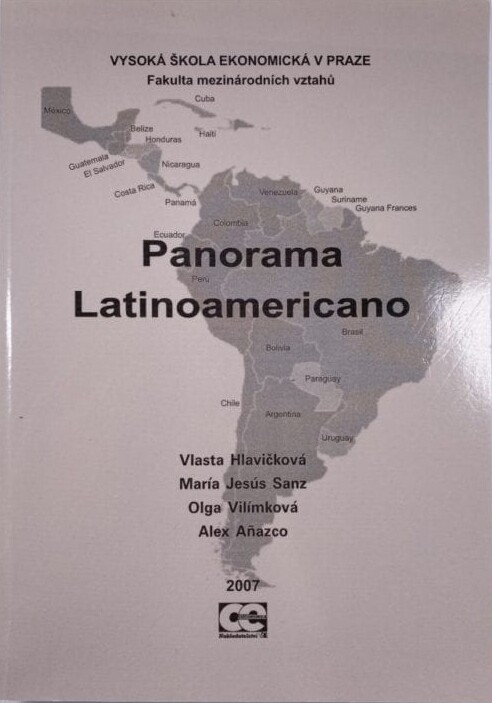 VYSOKÁ ŠKOLA EKONOMICKÁ V PRAZE
Fakulta mezinárodních vztahů
Cuba
México
Belize
Haiti
Honduras
Guatemala
El Salvador
Nicaragua
Costa Rica
Panamá
Venezuela
Guyana
Suriname
Guyana Frances
Colombia
Ecuador
Panorama
Perú
Latinoamericano
Brasil
Bolivia
Paraguay
Chile
Argentina
Uruguay
Vlasta Hlavičková
María Jesús Sanz
Olga Vilímková
Alex Añazco
2007
Nakladatelství